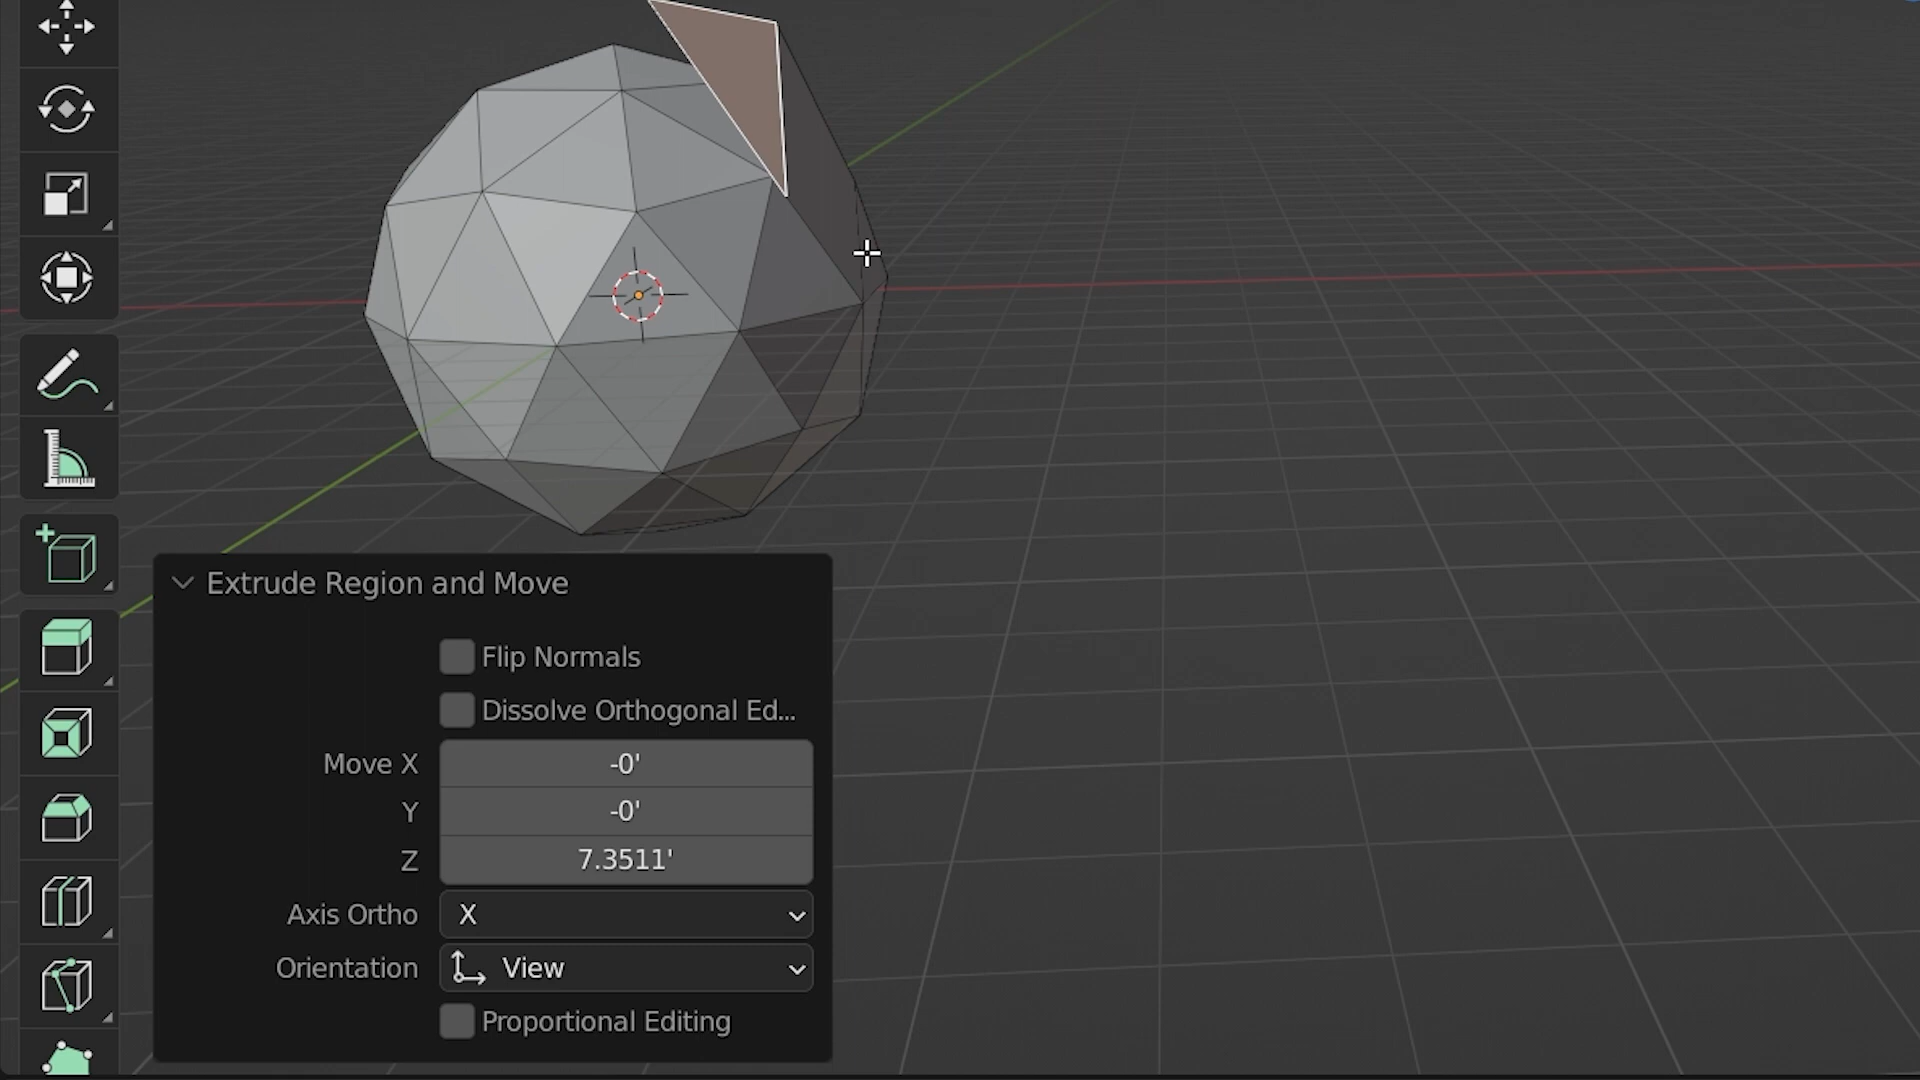 Extrude Region and Move
Flip Normals
Dissolve Orthogonal Ed...
Move X -0'
Y -0'
Z 7.3511'
Axis Ortho X
Orientation View
Proportional Editing